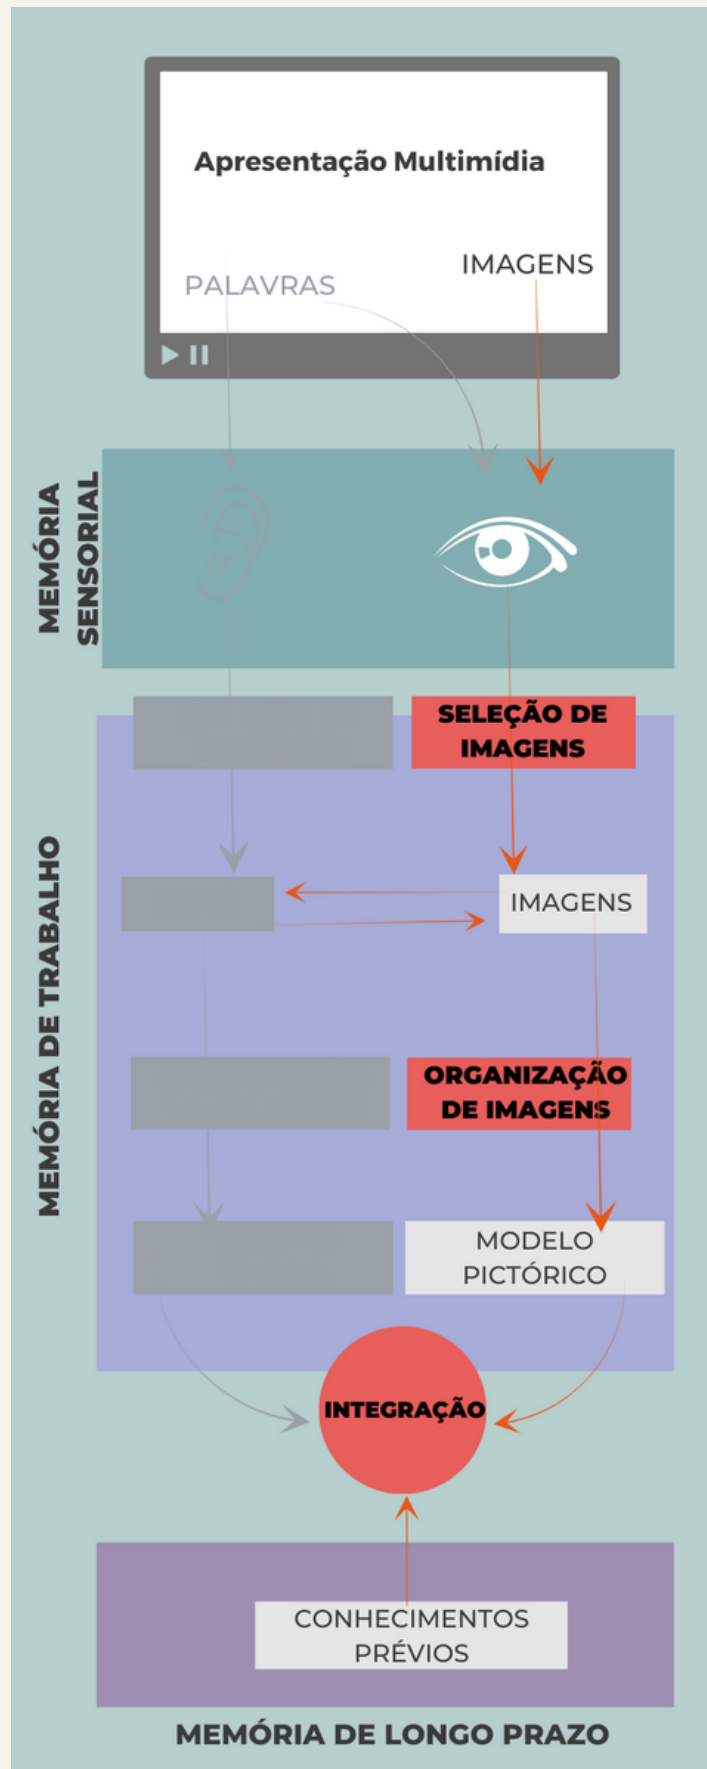 Apresentação Multimídia
PALAVRAS
IMAGENS
MEMÓRIA
SENSORIAL
SELEÇÃO DE
IMAGENS
MEMÓRIA DE TRABALHO
IMAGENS
ORGANIZAÇÃO
DE IMAGENS
MODELO
PICTÓRICO
INTEGRAÇÃO
CONHECIMENTOS
PRÉVIOS
MEMÓRIA DE LONGO PRAZO